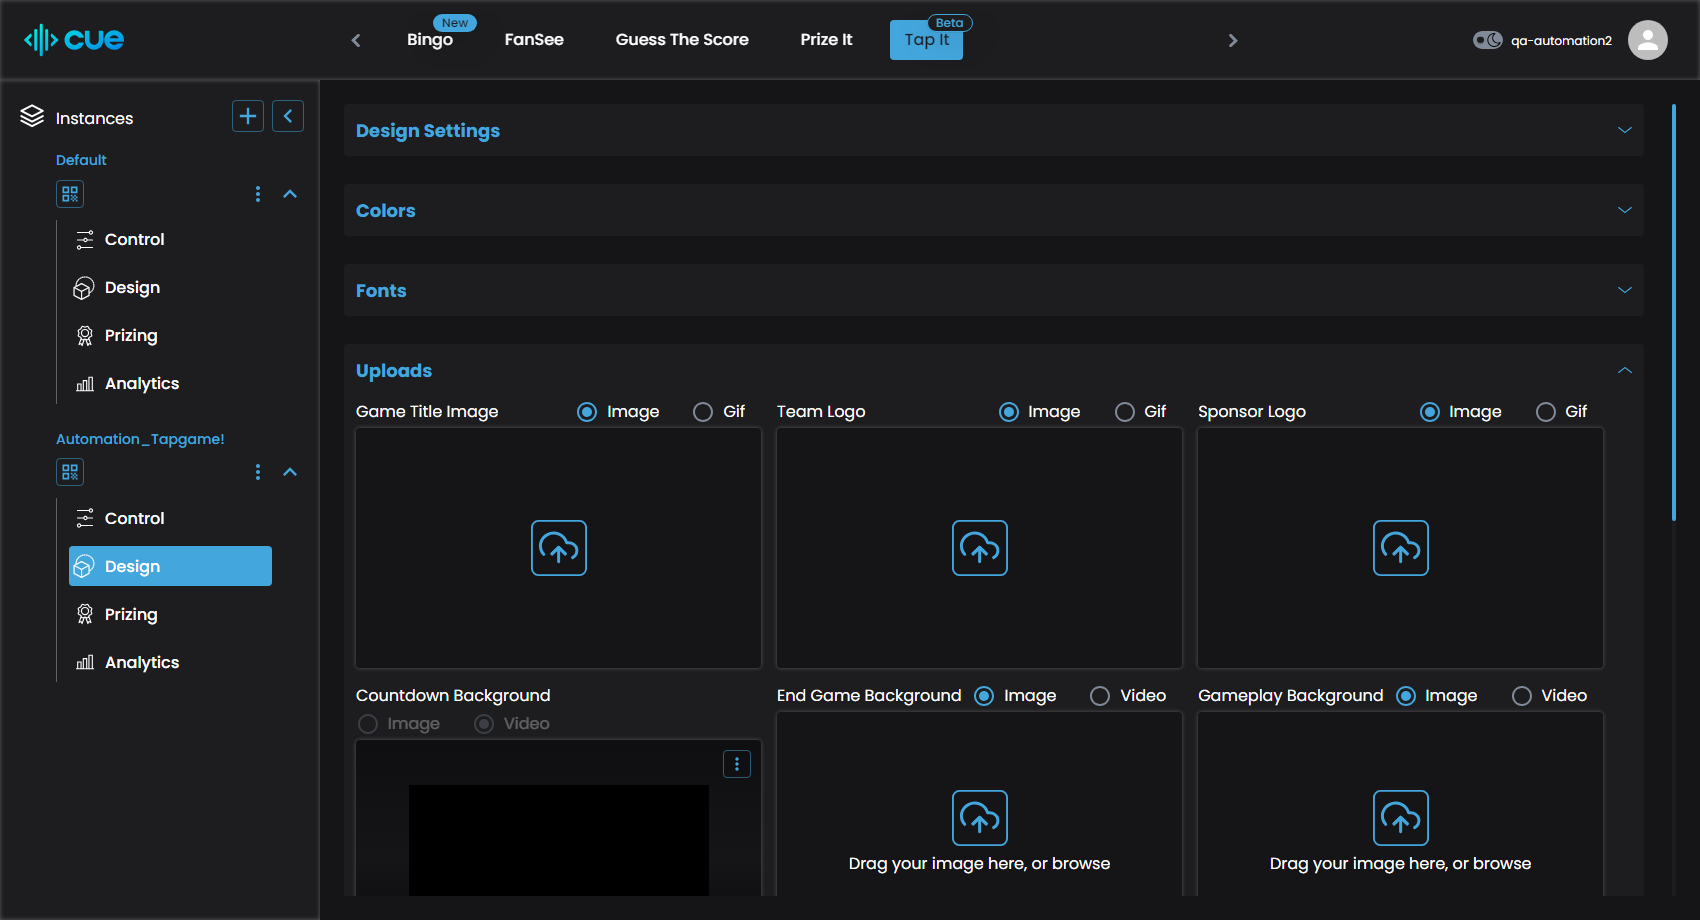 cue
New
Bingo
FanSee
Guess The Score
Prize It
Beta
Tap It
qa-automation2
Instances
Default
Control
Design
Prizing
Analytics
Automation_Tapgame!
Control
Design
Prizing
Analytics
Design Settings
Colors
Fonts
Uploads
Game Title Image
Image
Gif
Team Logo
Image
Gif
Sponsor Logo
Image
Gif
Countdown Background
Image
Video
End Game Background
Image
Video
Gameplay Background
Image
Video
Drag your image here, or browse
Drag your image here, or browse